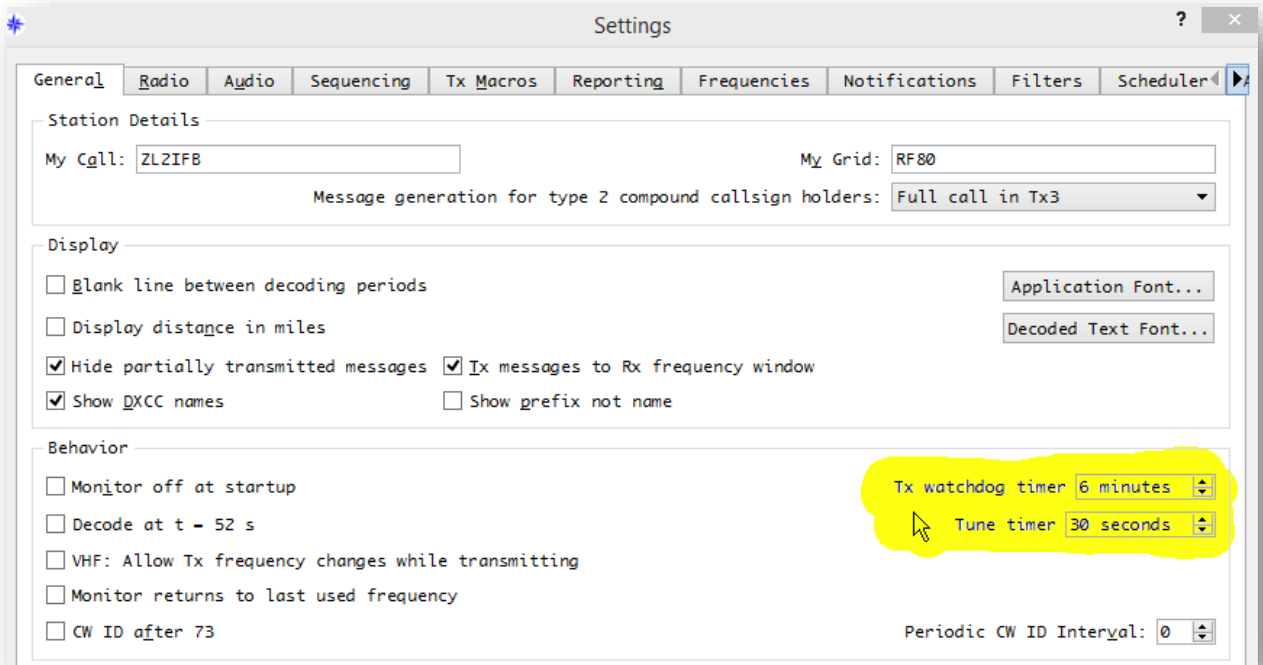 Settings
?
General Radio Audio Sequencing Tx Macros Reporting Frequencies Notifications Filters Scheduler
Station Details
My Call: ZL2IFB My Grid: RF80
Message generation for type 2 compound callsign holders: Full call in Tx3
Display
Blank line between decoding periods Application Font...
Display distance in miles Decoded Text Font...
Hide partially transmitted messages Tx messages to Rx frequency window
Show DXCC names Show prefix not name
Behavior
Monitor off at startup Tx watchdog timer 6 minutes
Decode at t = 52 s Tune timer 30 seconds
VHF: Allow Tx frequency changes while transmitting
Monitor returns to last used frequency
CW ID after 73 Periodic CW ID Interval: 0